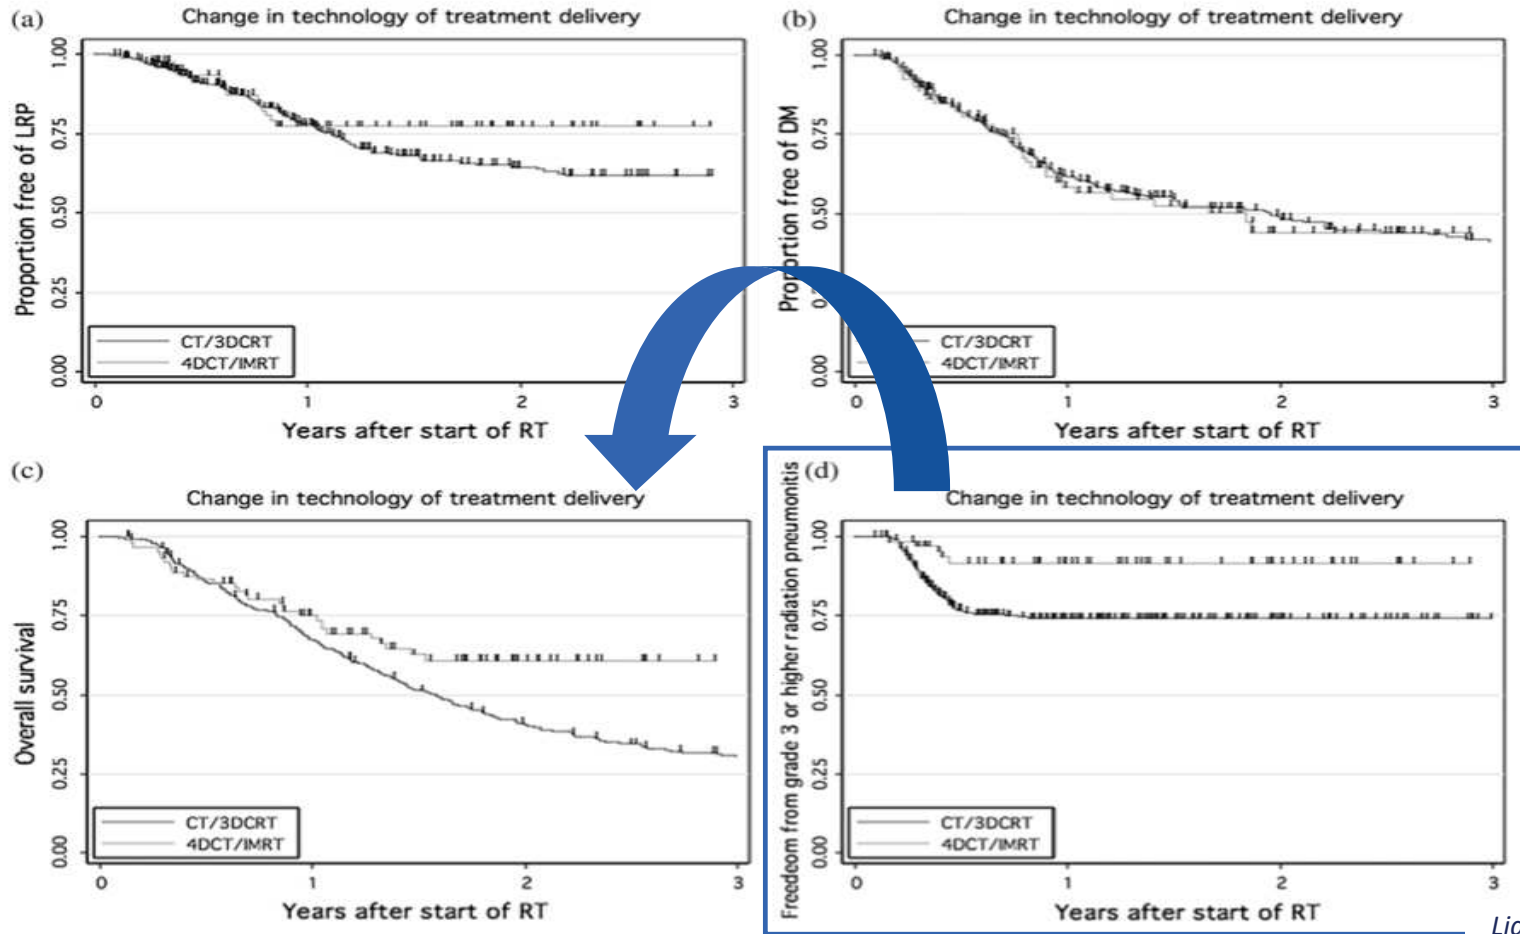 (a)
Change in technology of treatment delivery
Proportion free of LRP
1.00
0.75
0.50
0.25
0.00
CT/3DCRT
4DCT/IMRT
0 1 2 3
Years after start of RT
(b)
Change in technology of treatment delivery
Proportion free of DM
1.00
0.75
0.50
0.00
CT/3DCRT
4DCT/IMRT
0 1 2 3
Years after start of RT
(c)
Change in technology of treatment delivery
Overall survival
1.00
0.75
0.50
0.25
0.00
CT/3DCRT
4DCT/IMRT
0 1 2 3
Years after start of RT
(d)
Change in technology of treatment delivery
Freedeom from grade 3 or higher radiation pneumonitis
1.00
0.75
0.50
0.25
0.00
CT/3DCRT
4DCT/IMRT
0 1 2 3
Years after start of RT